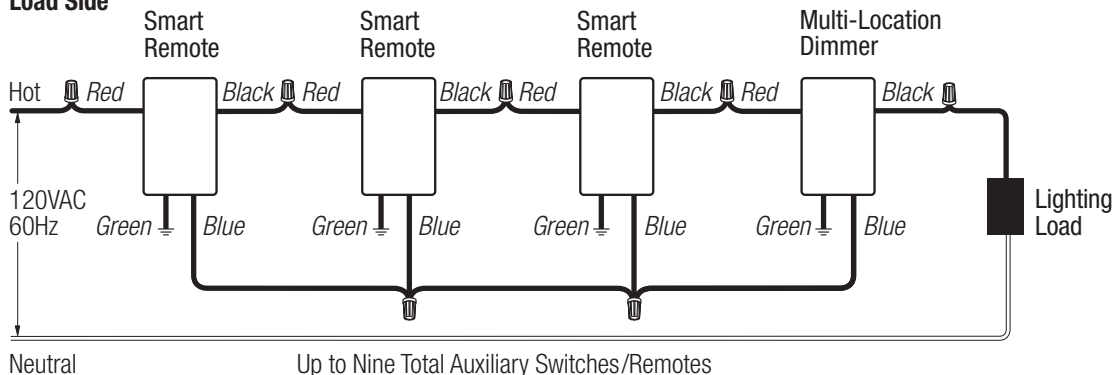 Load Side
Smart
Remote
Smart
Remote
Smart
Remote
Multi-Location
Dimmer
Hot
Red
Black
Red
Black
Red
Black
Red
Black
120VAC
60Hz
Green
Blue
Green
Blue
Green
Blue
Green
Blue
Lighting
Load
Neutral
Up to Nine Total Auxiliary Switches/Remotes